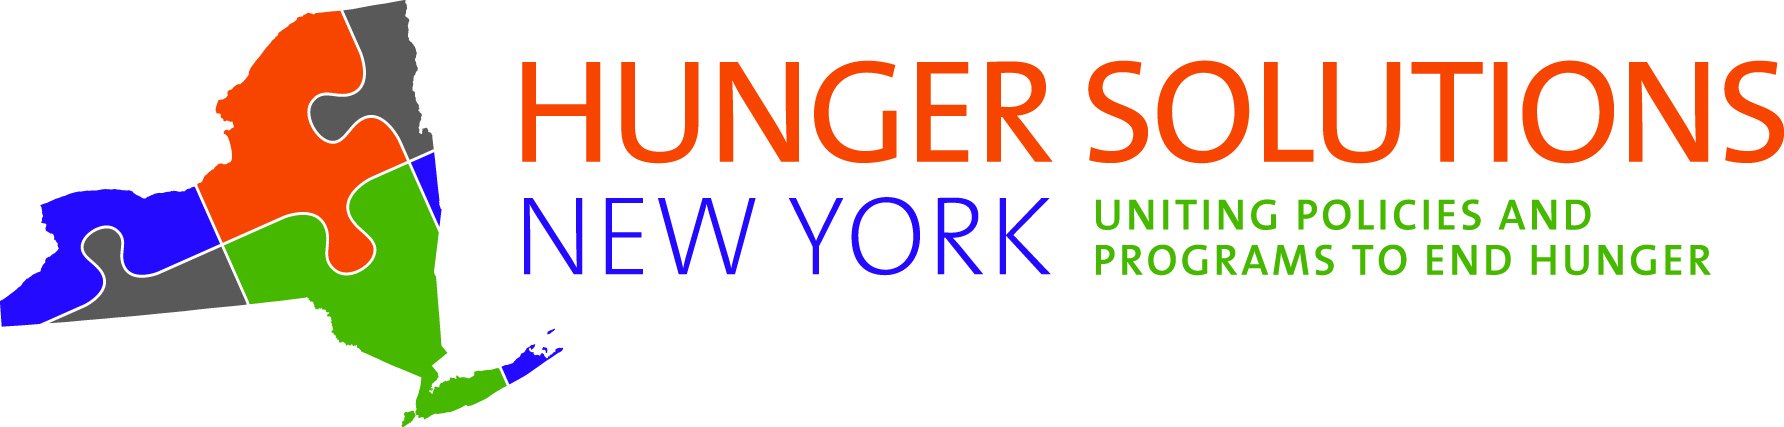 HUNGER SOLUTIONS
NEW YORK
UNITING POLICIES AND
PROGRAMS TO END HUNGER